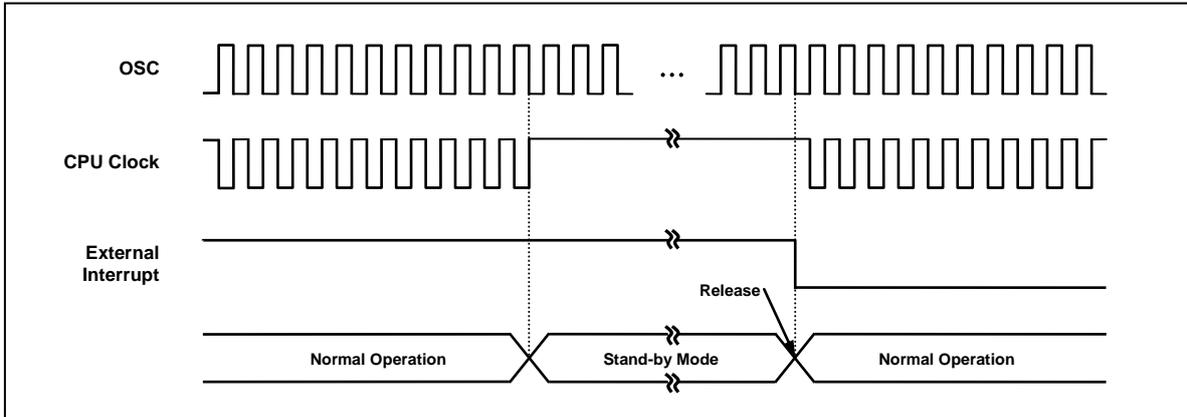 OSC
...
CPU Clock
External
Interrupt
Release
Normal Operation
Stand-by Mode
Normal Operation